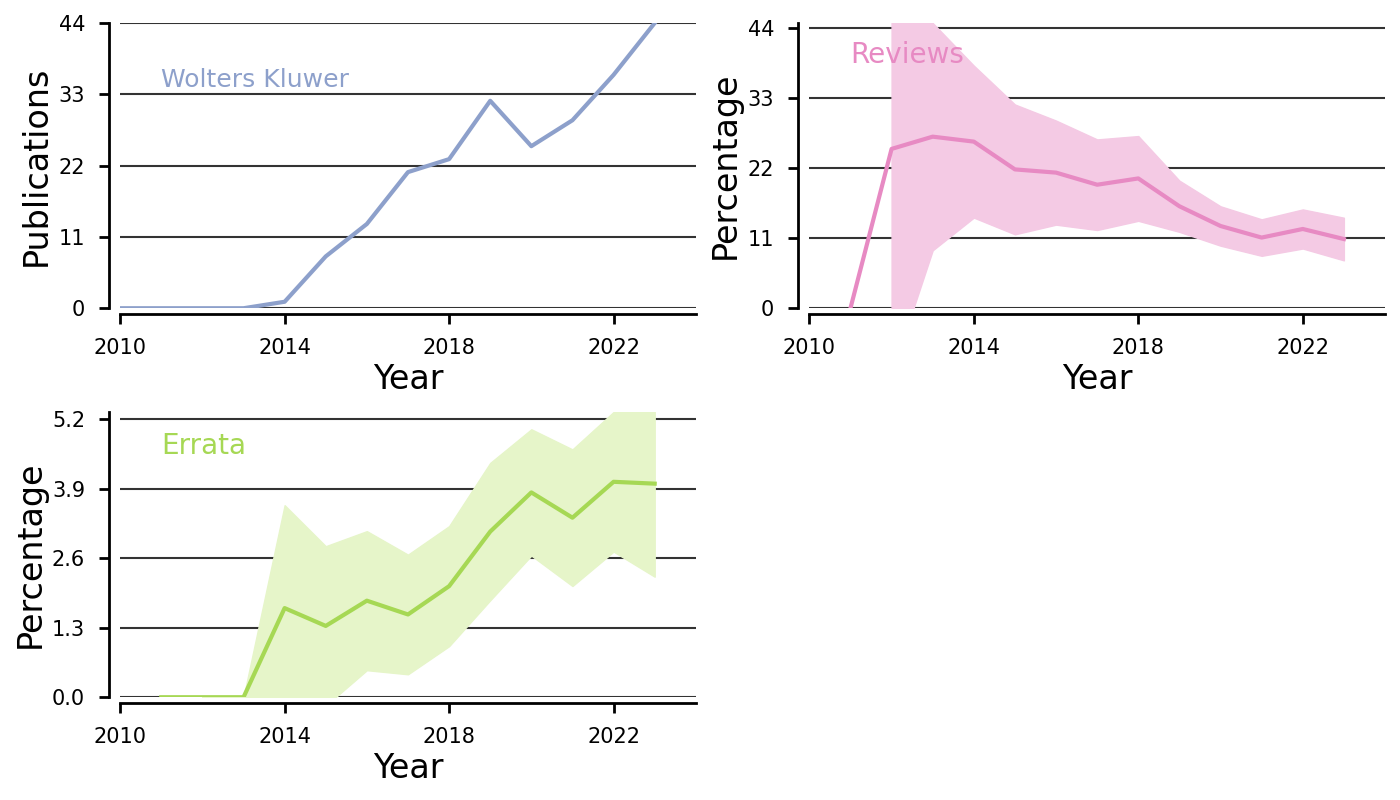 Publications
44
33
22
11
0
Wolters Kluwer
2010 2014 2018 2022
Year
Percentage
44
33
22
11
0
Reviews
2010 2014 2018 2022
Year
Percentage
5.2
3.9
2.6
1.3
0.0
Errata
2010 2014 2018 2022
Year